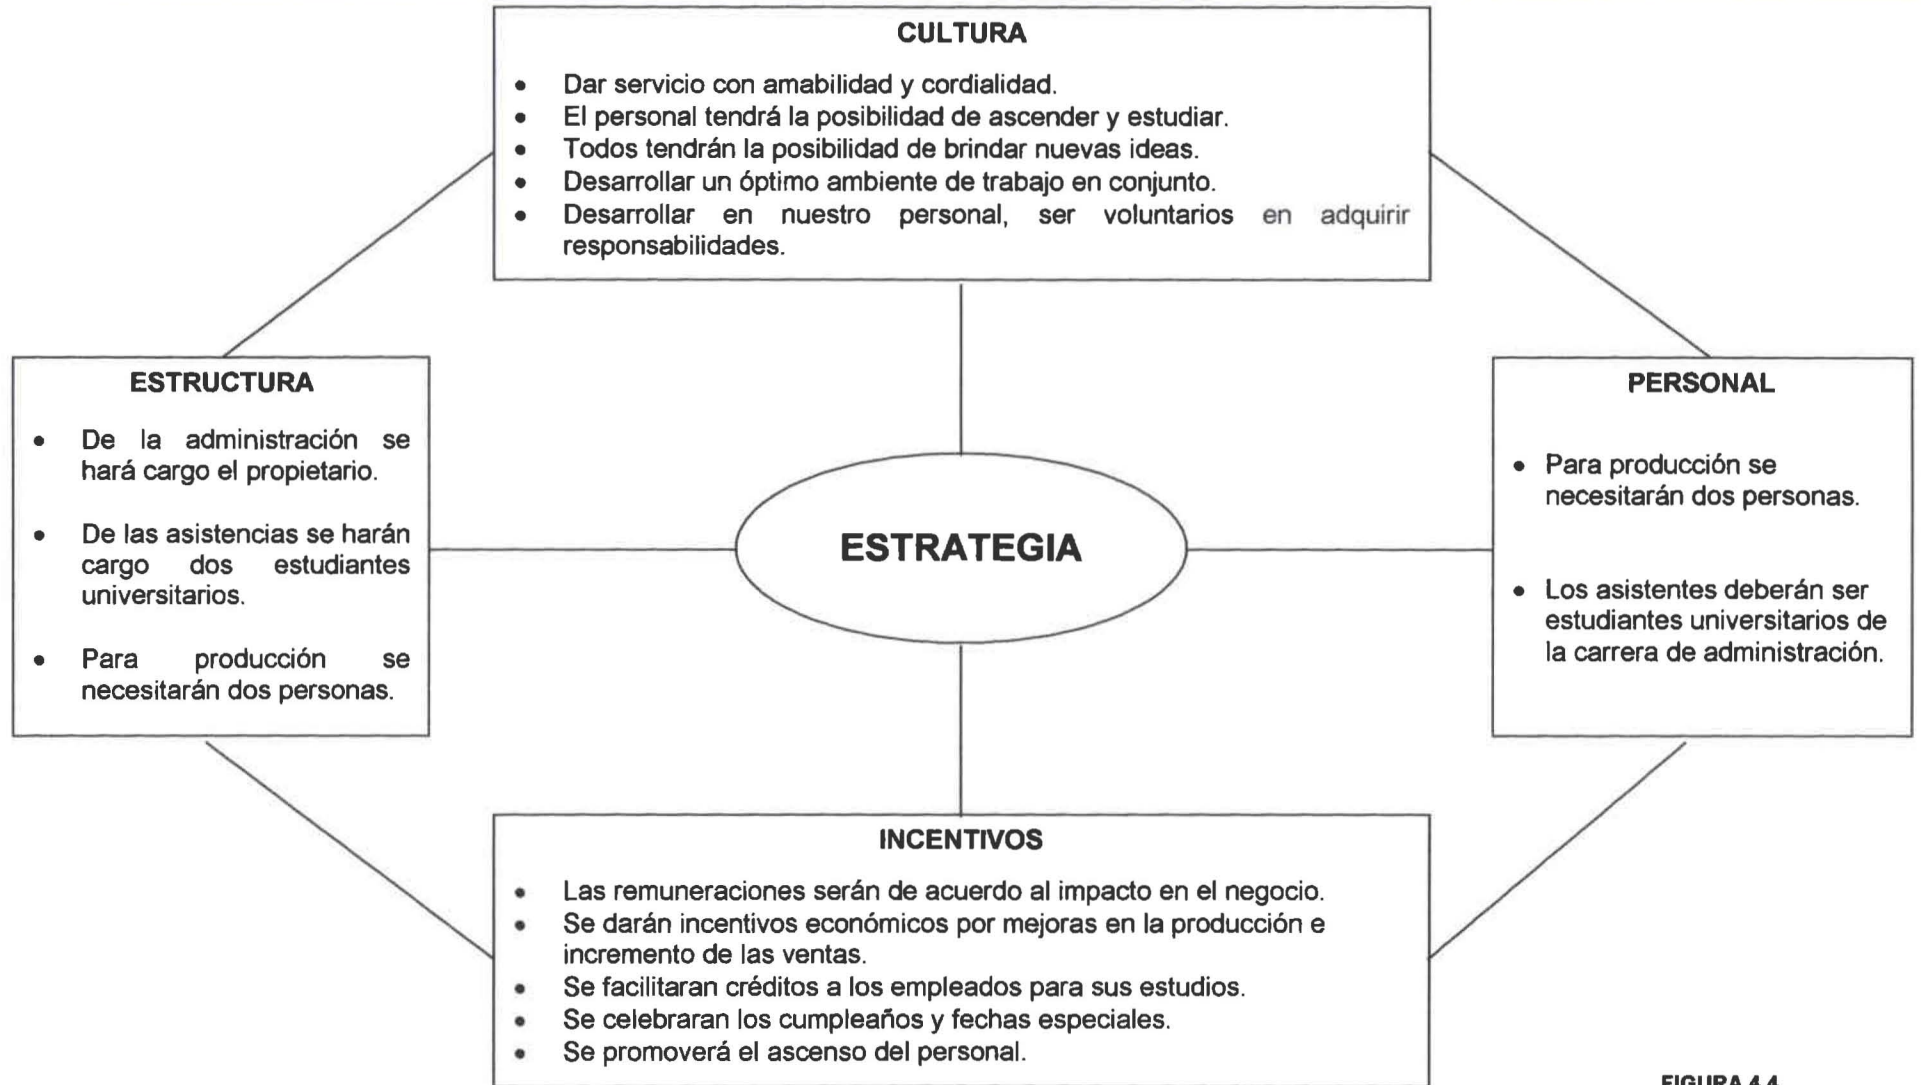 CULTURA
• Dar servicio con amabilidad y cordialidad.
• El personal tendrá la posibilidad de ascender y estudiar.
• Todos tendrán la posibilidad de brindar nuevas ideas.
• Desarrollar un óptimo ambiente de trabajo en conjunto.
• Desarrollar en nuestro personal, ser voluntarios en adquirir
responsabilidades.
ESTRUCTURA
• De la administración se
hará cargo el propietario.
• De las asistencias se harán
cargo dos estudiantes
universitarios.
• Para producción se
necesitarán dos personas.
ESTRATEGIA
PERSONAL
• Para producción se
necesitarán dos personas.
• Los asistentes deberán ser
estudiantes universitarios de
la carrera de administración.
INCENTIVOS
• Las remuneraciones serán de acuerdo al impacto en el negocio.
• Se darán incentivos económicos por mejoras en la producción e
incremento de las ventas.
• Se facilitaran créditos a los empleados para sus estudios.
• Se celebraran los cumpleaños y fechas especiales.
• Se promoverá el ascenso del personal.
FIGURA 4.4